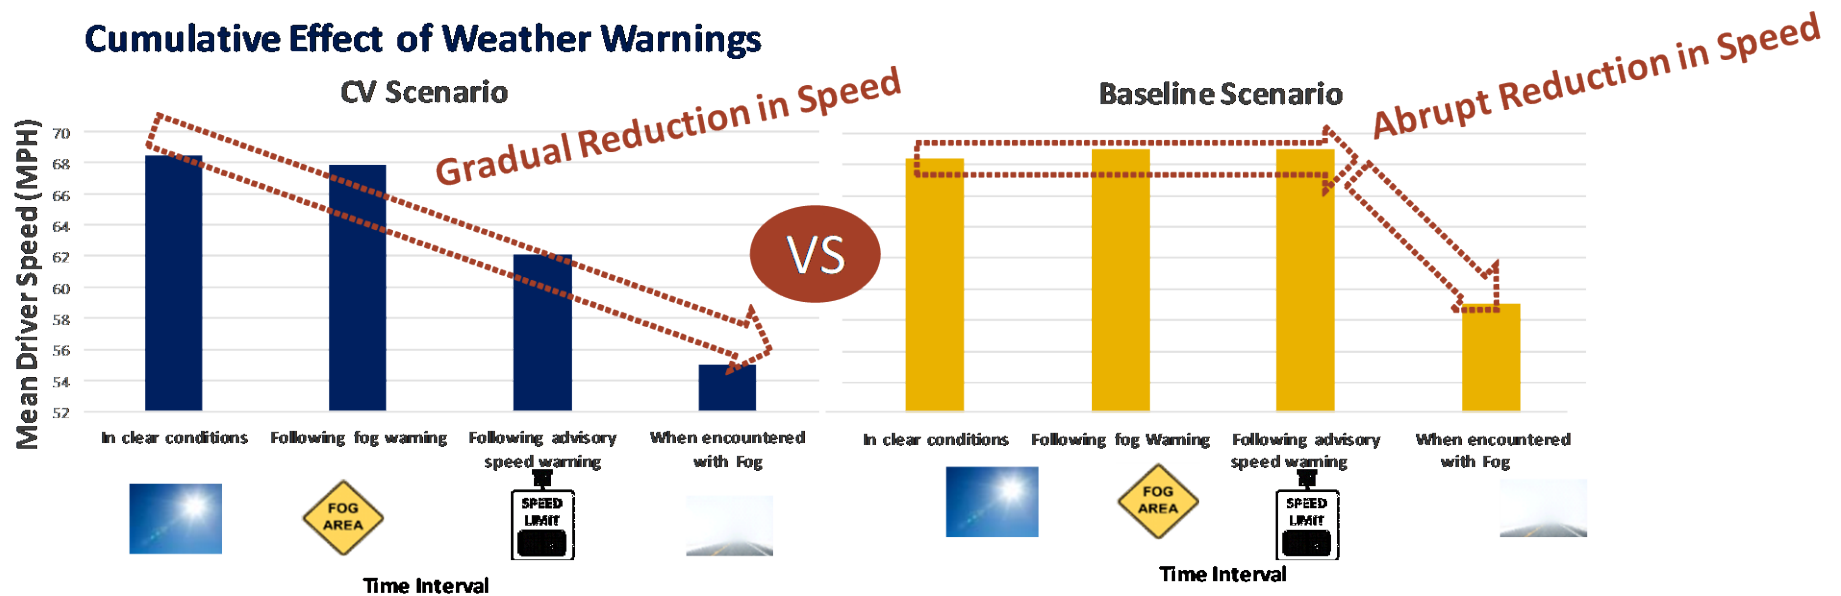 Cumulative Effect of Weather Warnings
CV Scenario
Gradual Reduction in Speed
Mean Driver Speed (MPH)
70
68
66
64
62
60
58
56
54
52
In clear conditions
Following fog warning
Following advisory
speed warning
When encountered
with Fog
FOG
AREA
SPEED
LIMIT
Time Interval
VS
Baseline Scenario
Abrupt Reduction in Speed
In clear conditions
Following fog Warning
Following advisory
speed warning
When encountered
with Fog
FOG
AREA
SPEED
LIMIT
Time Interval